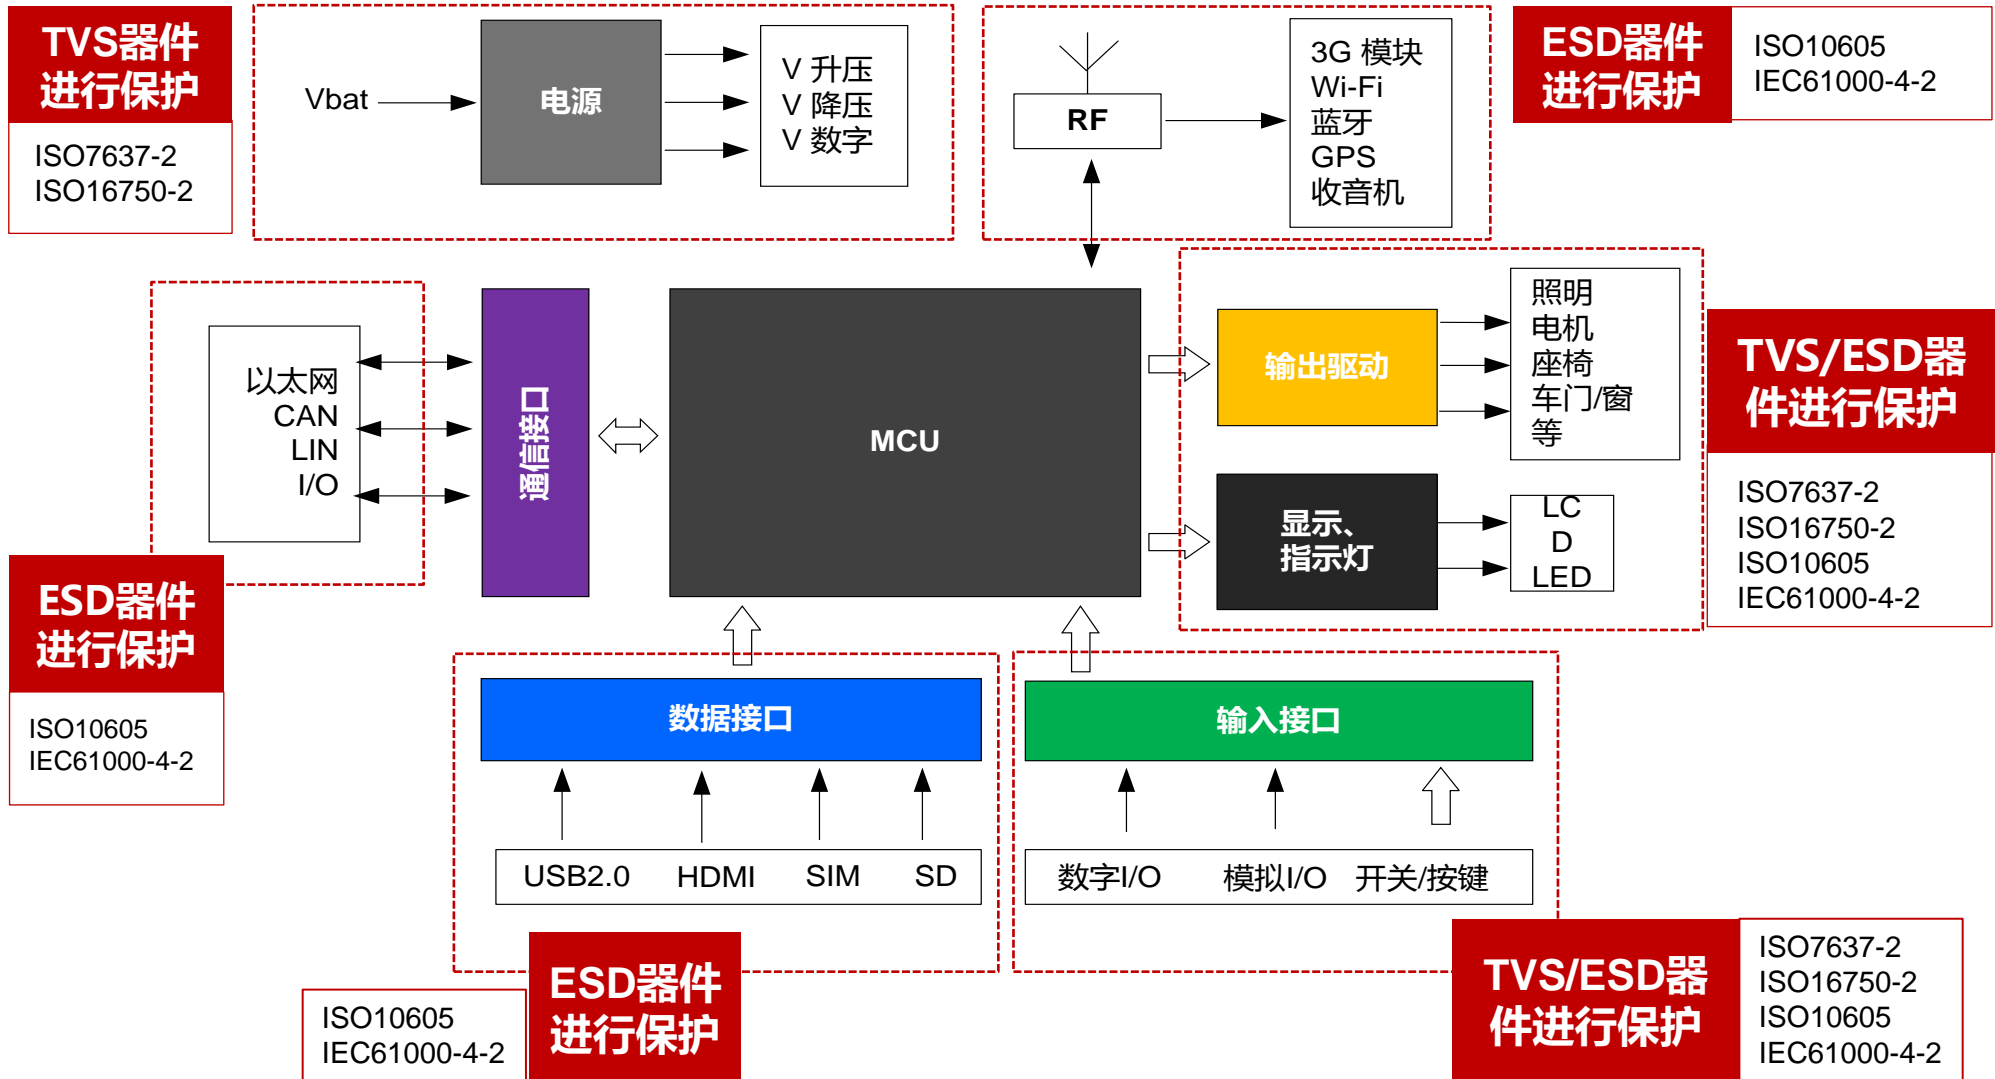 TVS器件
进行保护
ISO7637-2
ISO16750-2
Vbat
电源
V 升压
V 降压
V 数字
RF
3G 模块
Wi-Fi
蓝牙
GPS
收音机
ESD器件
进行保护
ISO10605
IEC61000-4-2
以太网
CAN
LIN
I/O
通信接口
MCU
输出驱动
照明
电机
座椅
车门/窗
等
显示、
指示灯
LC
D
LED
TVS/ESD器
件进行保护
ISO7637-2
ISO16750-2
ISO10605
IEC61000-4-2
ESD器件
进行保护
ISO10605
IEC61000-4-2
数据接口
USB2.0 HDMI SIM SD
输入接口
数字I/O 模拟I/O 开关/按键
ISO10605
IEC61000-4-2
ESD器件
进行保护
TVS/ESD器
件进行保护
ISO7637-2
ISO16750-2
ISO10605
IEC61000-4-2